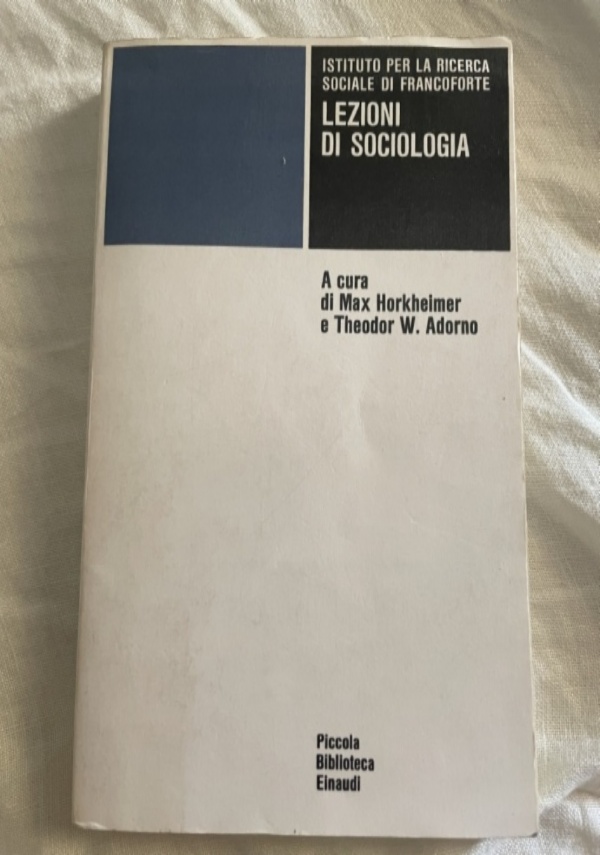 ISTITUTO PER LA RICERCA
SOCIALE DI FRANCOFORTE
LEZIONI
DI SOCIOLOGIA
A cura
di Max Horkheimer
e Theodor W. Adorno
Piccola
Biblioteca
Einaudi